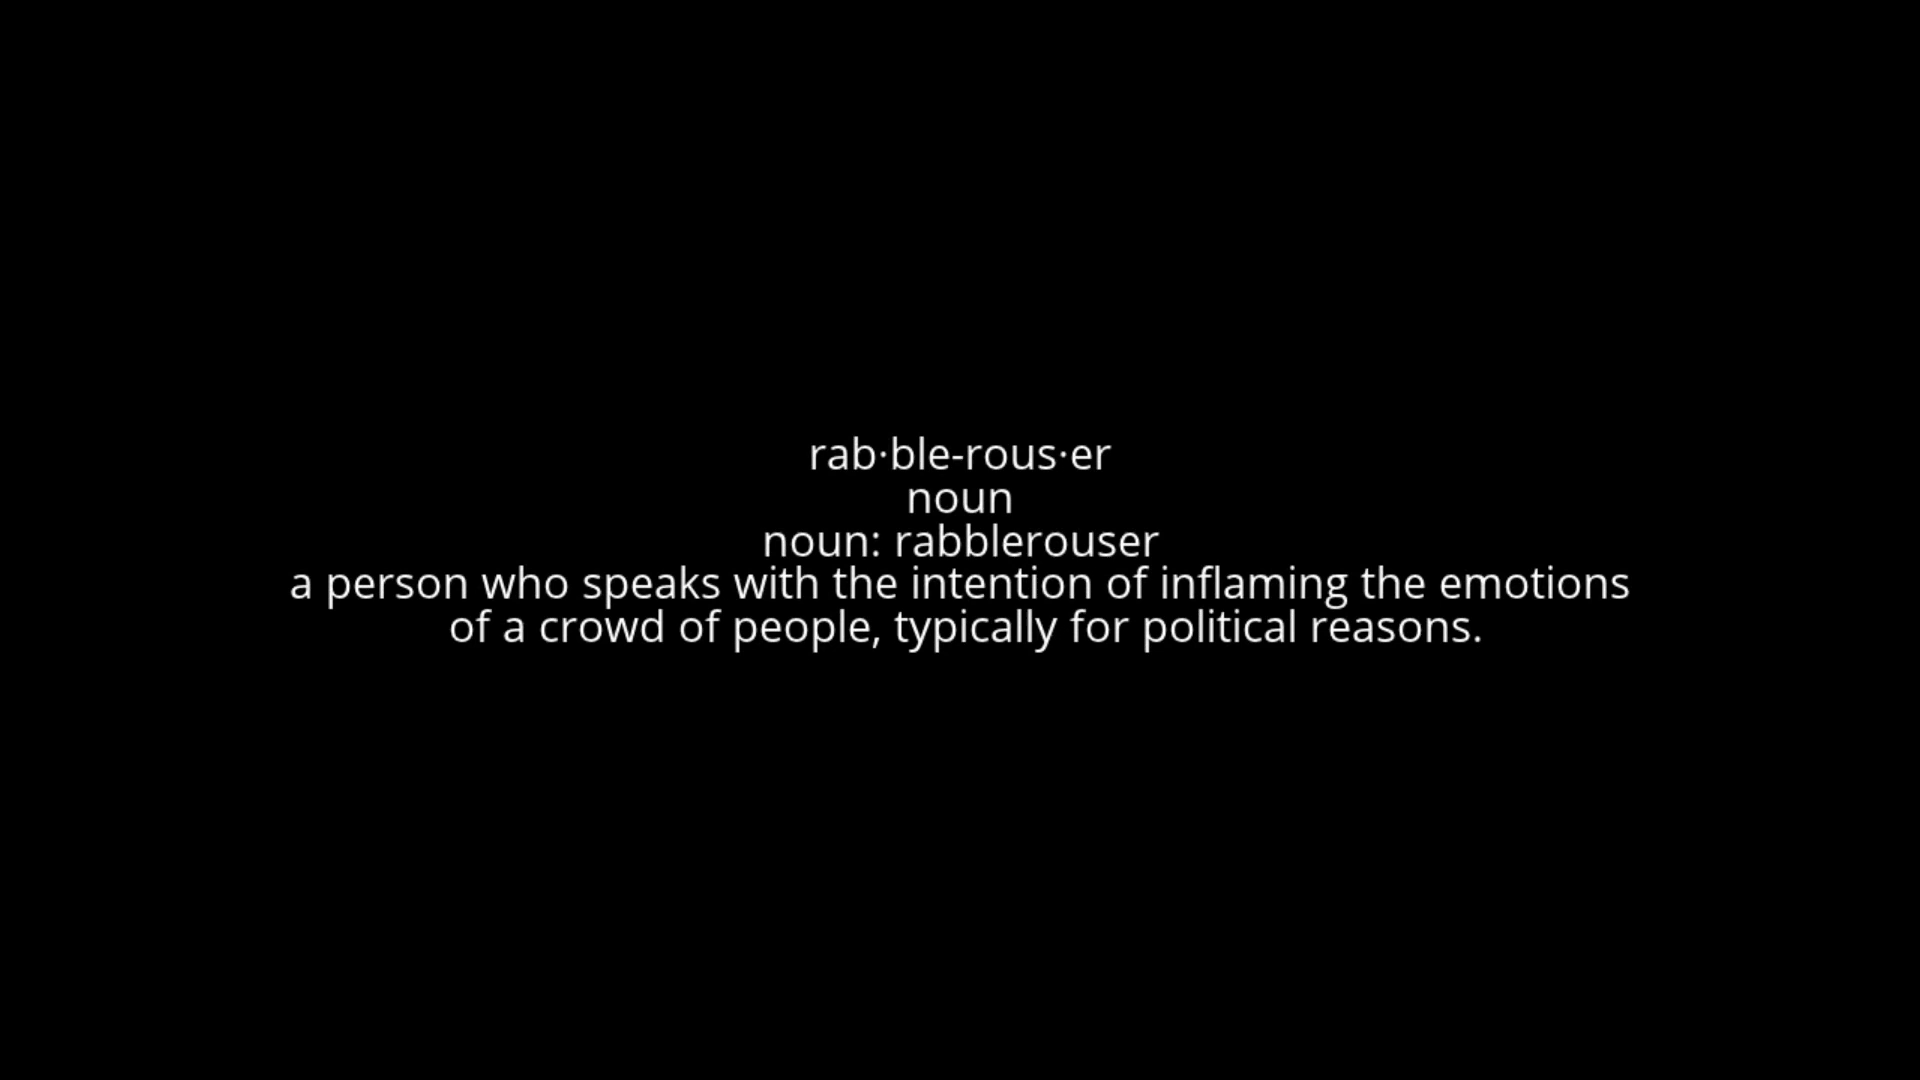 rab·ble-rous·er
noun
noun: rabblerouser
a person who speaks with the intention of inflaming the emotions
of a crowd of people, typically for political reasons.